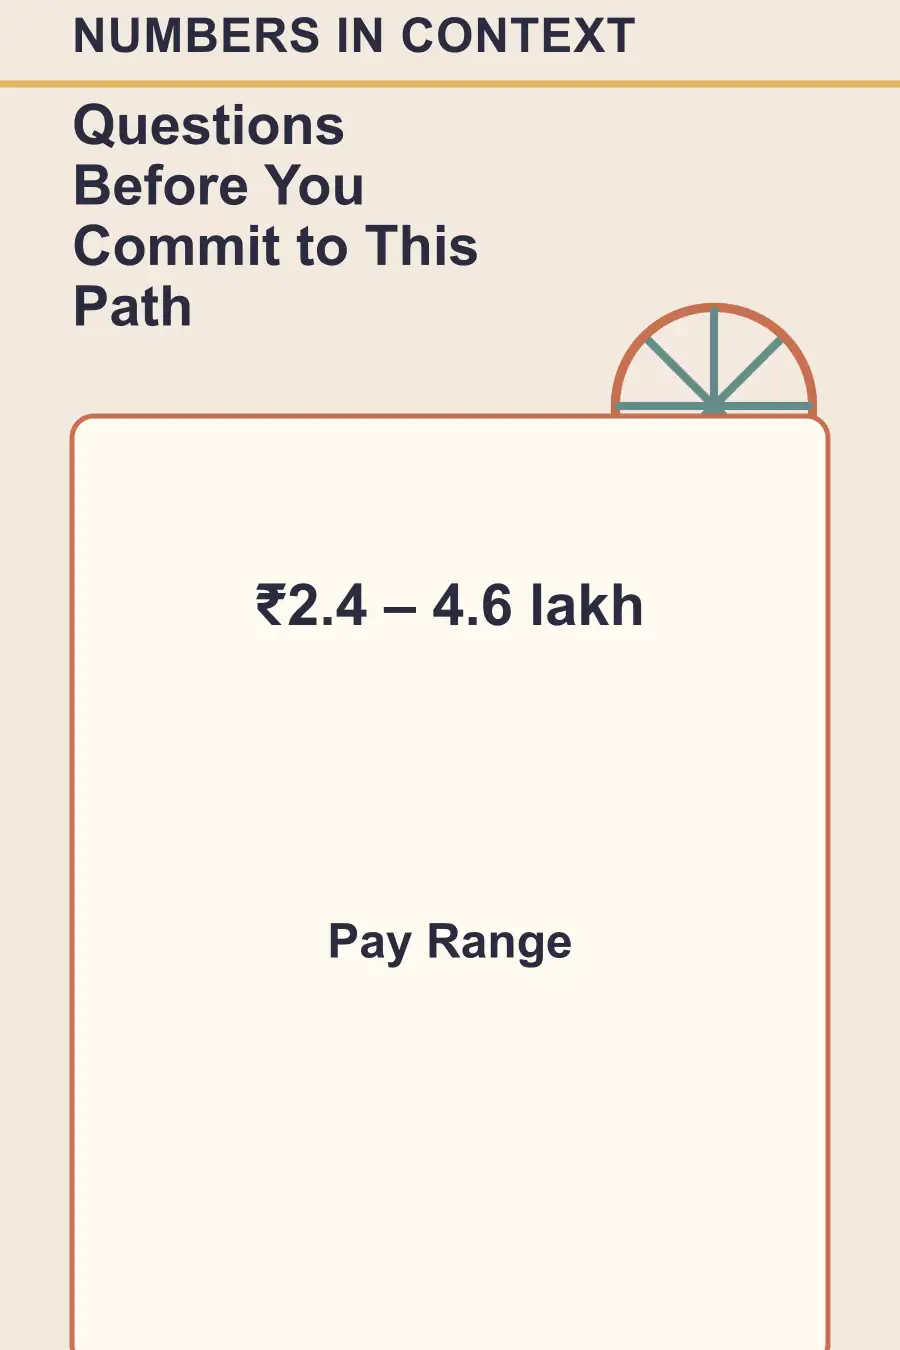 NUMBERS IN CONTEXT
Questions
Before You
Commit to This
Path
₹2.4 – 4.6 lakh
Pay Range